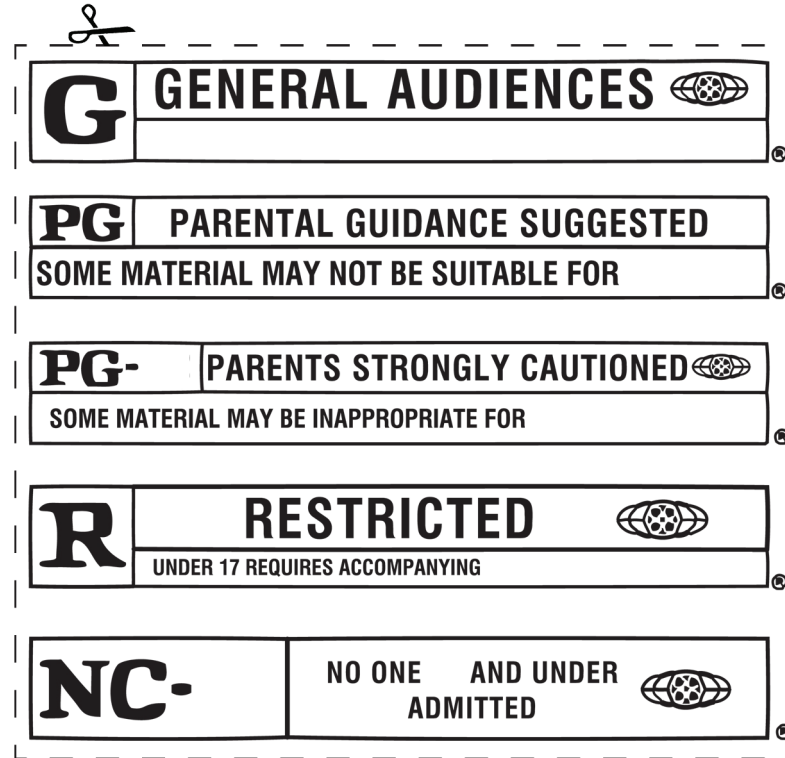 G GENERAL AUDIENCES
®
PG PARENTAL GUIDANCE SUGGESTED
SOME MATERIAL MAY NOT BE SUITABLE FOR
®
PG- PARENTS STRONGLY CAUTIONED
SOME MATERIAL MAY BE INAPPROPRIATE FOR
®
R RESTRICTED
UNDER 17 REQUIRES ACCOMPANYING
®
NC- NO ONE AND UNDER
ADMITTED
®